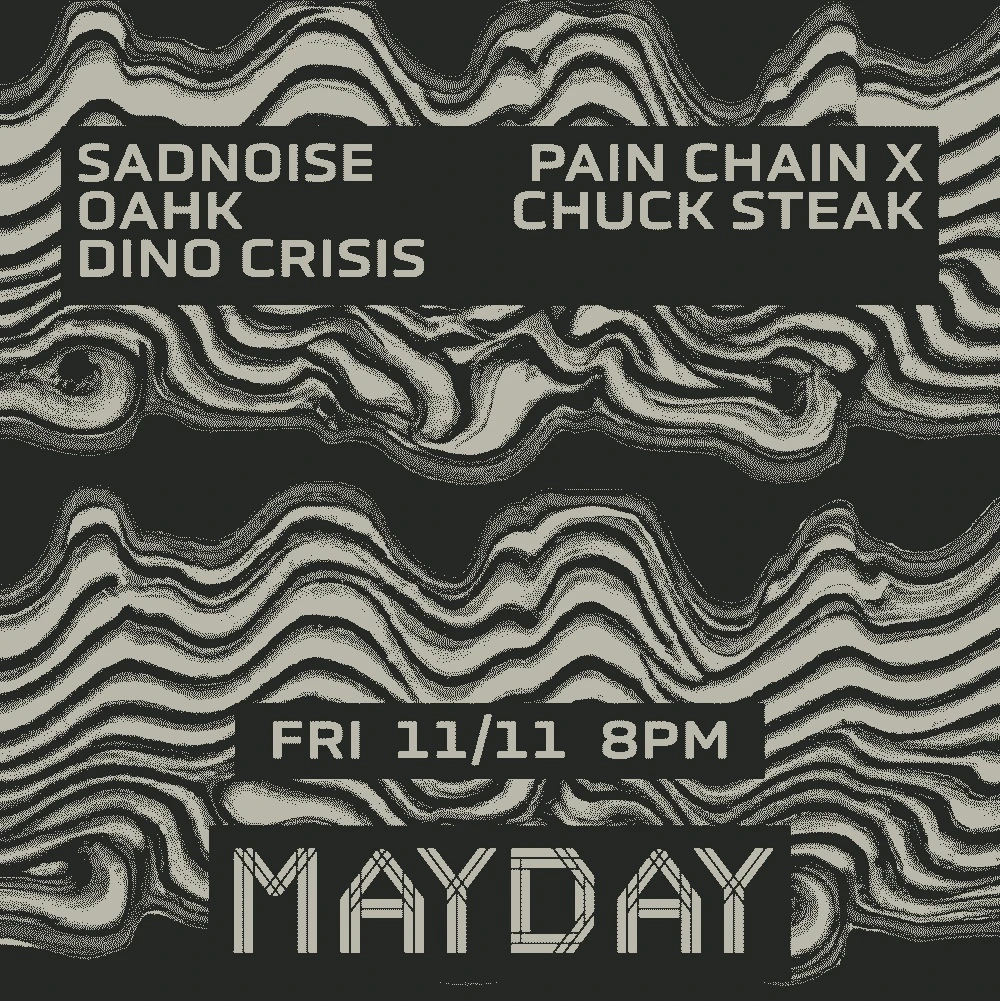 SADNOISE
OAHK
DINO CRISIS
PAIN CHAIN X
CHUCK STEAK
FRI 11/11 8PM
MAYDAY